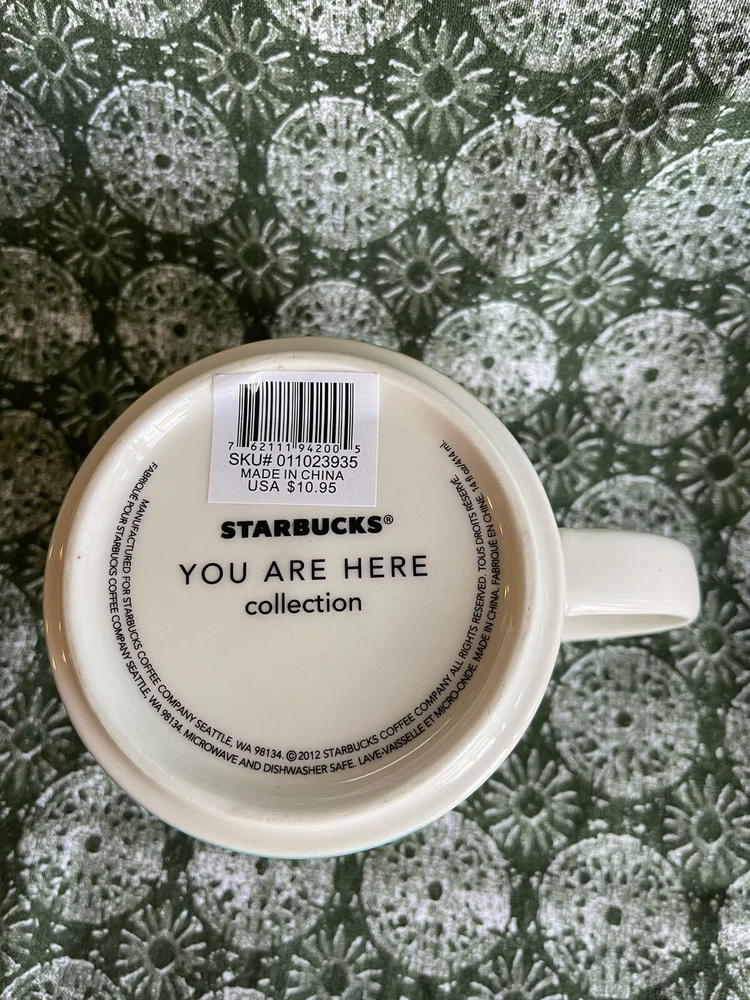 7 62111 94200 5
SKU# 011023935
MADE IN CHINA
USA $10.95
STARBUCKS®
YOU ARE HERE
collection
MANUFACTURED FOR STARBUCKS COFFEE COMPANY SEATTLE, WA 98134. ©2012 STARBUCKS COFFEE COMPANY ALL RIGHTS RESERVED. TOUS DROITS RÉSERVÉ.
FABRIQUÉ POUR STARBUCKS COFFEE COMPANY SEATTLE, WA 98134. MICROWAVE AND DISHWASHER SAFE. LAVE-VAISSELLE ET MICRO-ONDE. MADE IN CHINA. FABRIQUÉ EN CHINE. 14 fl oz/414 ml.